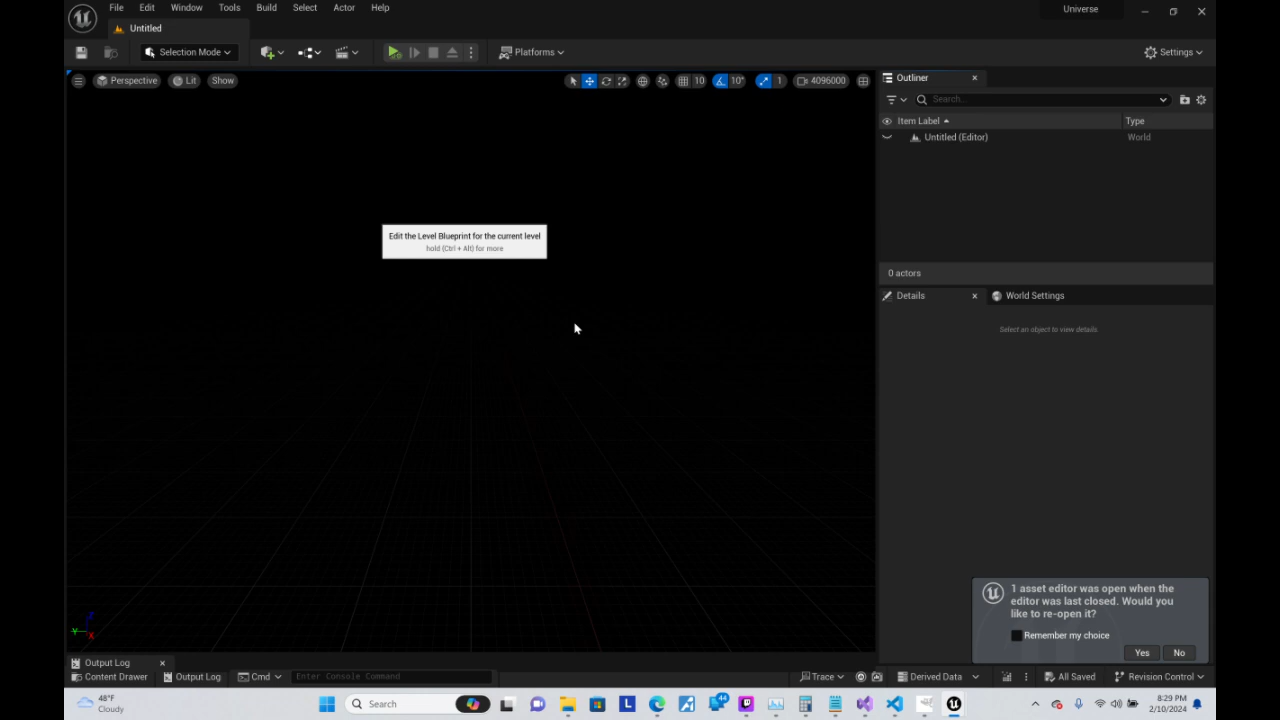 File Edit Window Tools Build Select Actor Help
Universe
Untitled
Selection Mode
Platforms
Settings
Perspective
Lit
Show
10
10°
1
4096000
Outliner
Search...
Item Label
Type
Untitled (Editor)
World
Edit the Level Blueprint for the current level
hold (Ctrl + Alt) for more
0 actors
Details
World Settings
Select an object to view details.
1 asset editor was open when the
editor was last closed. Would you
like to re-open it?
Remember my choice
Yes
No
Z
Y
X
Output Log
Content Drawer
Output Log
Cmd
Enter Console Command
Trace
Derived Data
All Saved
Revision Control
48°F
Cloudy
Search
44
8:29 PM
2/10/2024